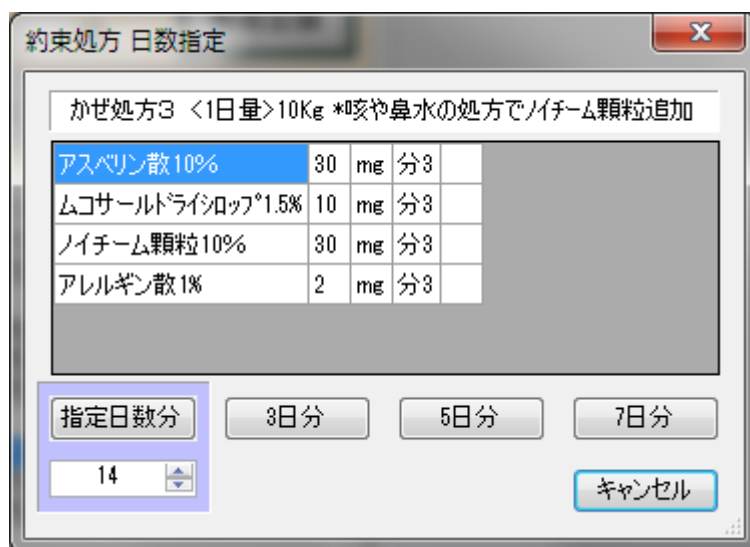 約束処方 日数指定
かぜ処方3 <1日量>10Kg *咳や鼻水の処方でノイチーム顆粒追加
アスベリン散10% 30 mg 分3
ムコサールドライシロップ1.5% 10 mg 分3
ノイチーム顆粒10% 30 mg 分3
アレルギン散1% 2 mg 分3
指定日数分 3日分 5日分 7日分
14
キャンセル